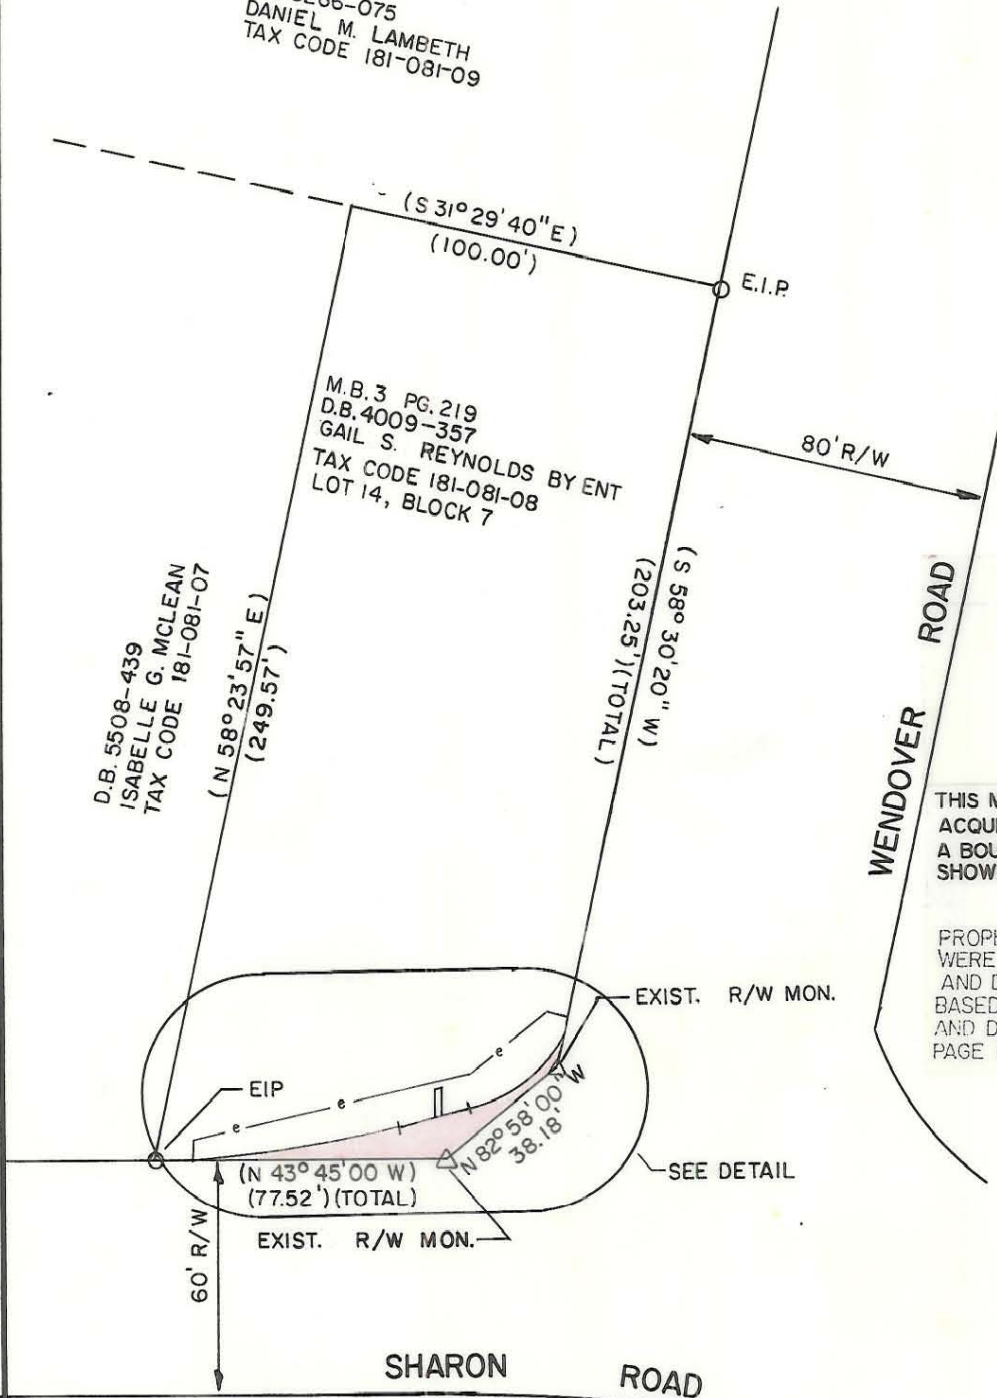 -075
DANIEL M. LAMBETH
TAX CODE 181-081-09
(S 31° 29' 40" E)
(100.00')
E.I.P.
M.B. 3 PG. 219
D.B. 4009-357
GAIL S. REYNOLDS BY ENT
TAX CODE 181-081-08
LOT 14, BLOCK 7
80' R/W
D.B. 5508-439
ISABELLE G. MCLEAN
TAX CODE 181-081-07
(N 58° 23' 57" E)
(249.57')
(S 58° 30' 20" W)
(203.25')(TOTAL)
WENDOVER ROAD
THIS
ACQU
A BOU
SHOW
PROP
WERE
AND D
BASED
AND D
PAGE
EXIST. R/W MON.
EIP
e
e
e
N 82° 58' 00" W
38.18'
(N 43° 45' 00 W)
(77.52')(TOTAL)
SEE DETAIL
EXIST. R/W MON.
60' R/W
SHARON ROAD